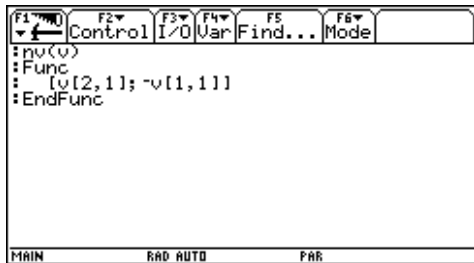 F1 F2▾ F3▾ F4▾ F5 F6▾
Control I/O Var Find... Mode
:nv(v)
:Func
:  [v[2,1];⁻v[1,1]]
:EndFunc
MAIN RAD AUTO PAR